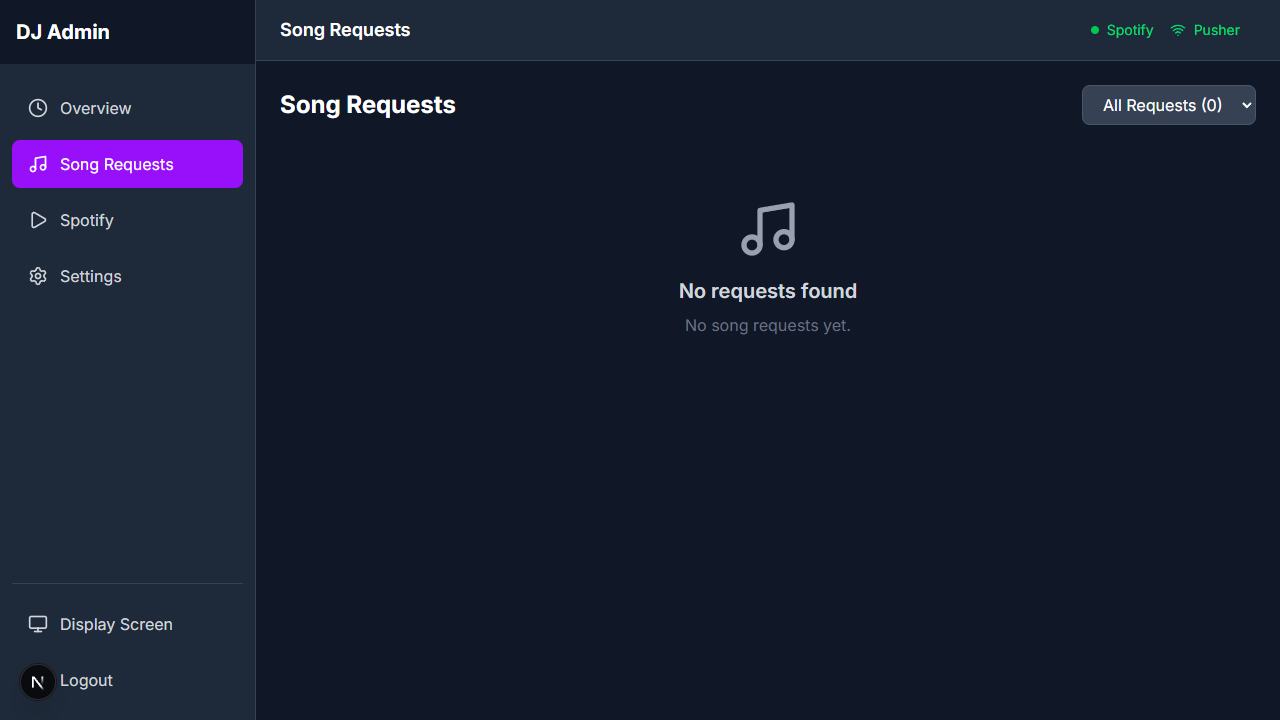 DJ Admin
Song Requests
Spotify
Pusher
Overview
Song Requests
Spotify
Settings
Song Requests
All Requests (0)
No requests found
No song requests yet.
Display Screen
N
Logout